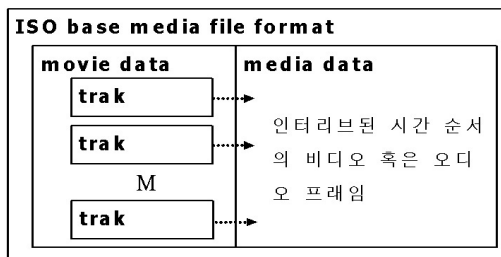 ISO base media file format
movie data
media data
trak
trak
M
trak
인터리브된 시간 순서
의 비디오 혹은 오디
오 프래임